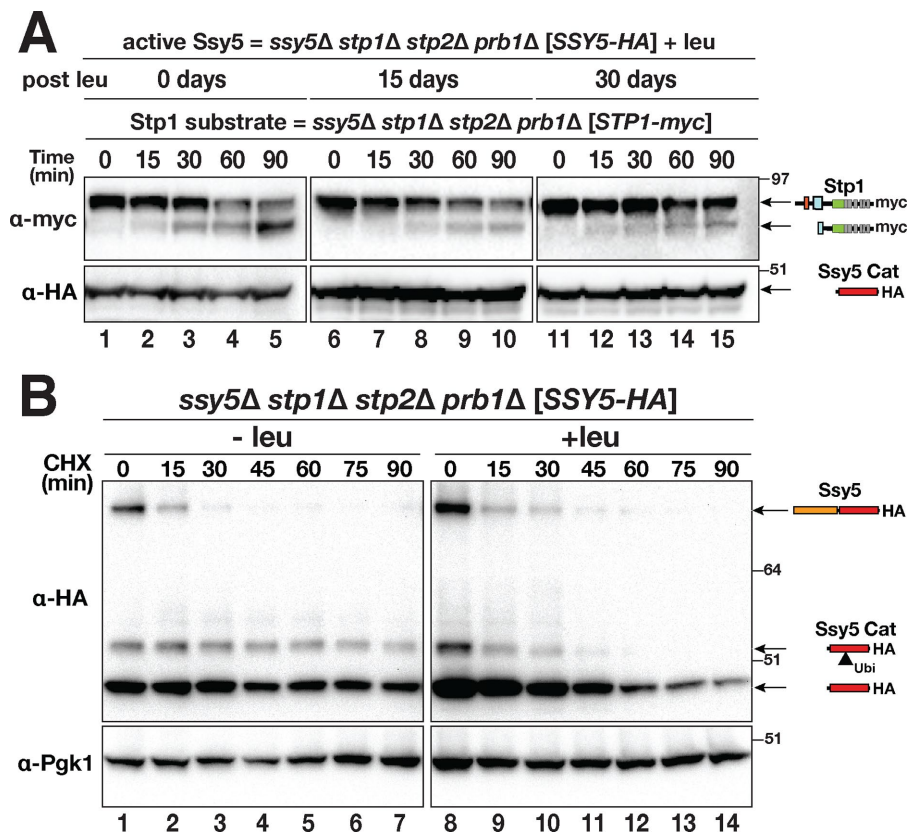 A
active Ssy5 = ssy5Δ stp1Δ stp2Δ prb1Δ [SSY5-HA] + leu
post leu 0 days 15 days 30 days
Stp1 substrate = ssy5Δ stp1Δ stp2Δ prb1Δ [STP1-myc]
Time (min) 0 15 30 60 90 0 15 30 60 90 0 15 30 60 90
97
Stp1
myc
α-myc
myc
51
Ssy5 Cat
α-HA
HA
1 2 3 4 5 6 7 8 9 10 11 12 13 14 15
B
ssy5Δ stp1Δ stp2Δ prb1Δ [SSY5-HA]
- leu +leu
CHX (min) 0 15 30 45 60 75 90 0 15 30 45 60 75 90
Ssy5
HA
64
α-HA
Ssy5 Cat
HA
51
Ubi
HA
51
α-Pgk1
1 2 3 4 5 6 7 8 9 10 11 12 13 14